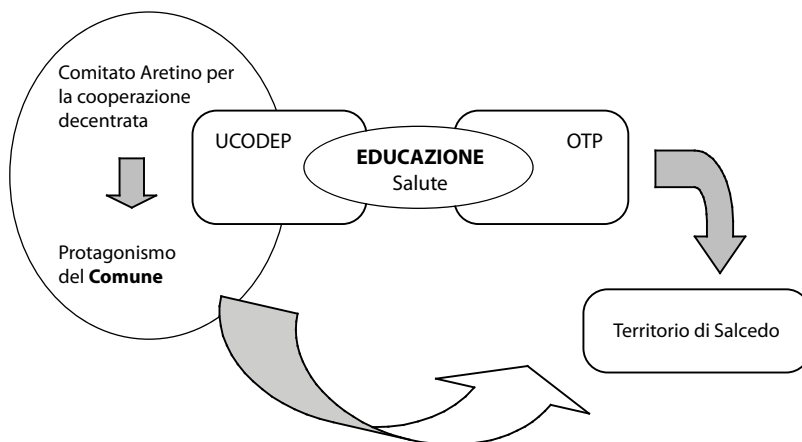 Comitato Aretino per
la cooperazione
decentrata
UCODEP
EDUCAZIONE
Salute
OTP
Protagonismo
del Comune
Territorio di Salcedo